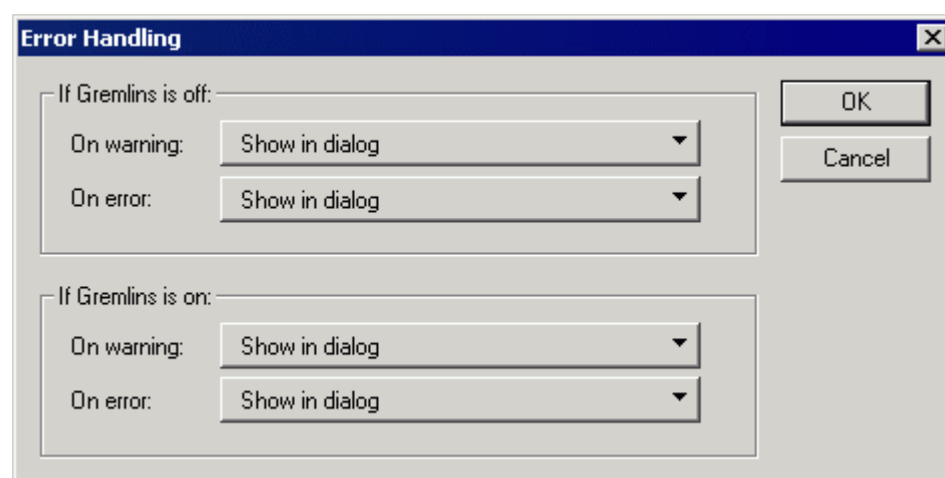 Error Handling
If Gremlins is off:
OK
On warning: Show in dialog
Cancel
On error: Show in dialog
If Gremlins is on:
On warning: Show in dialog
On error: Show in dialog